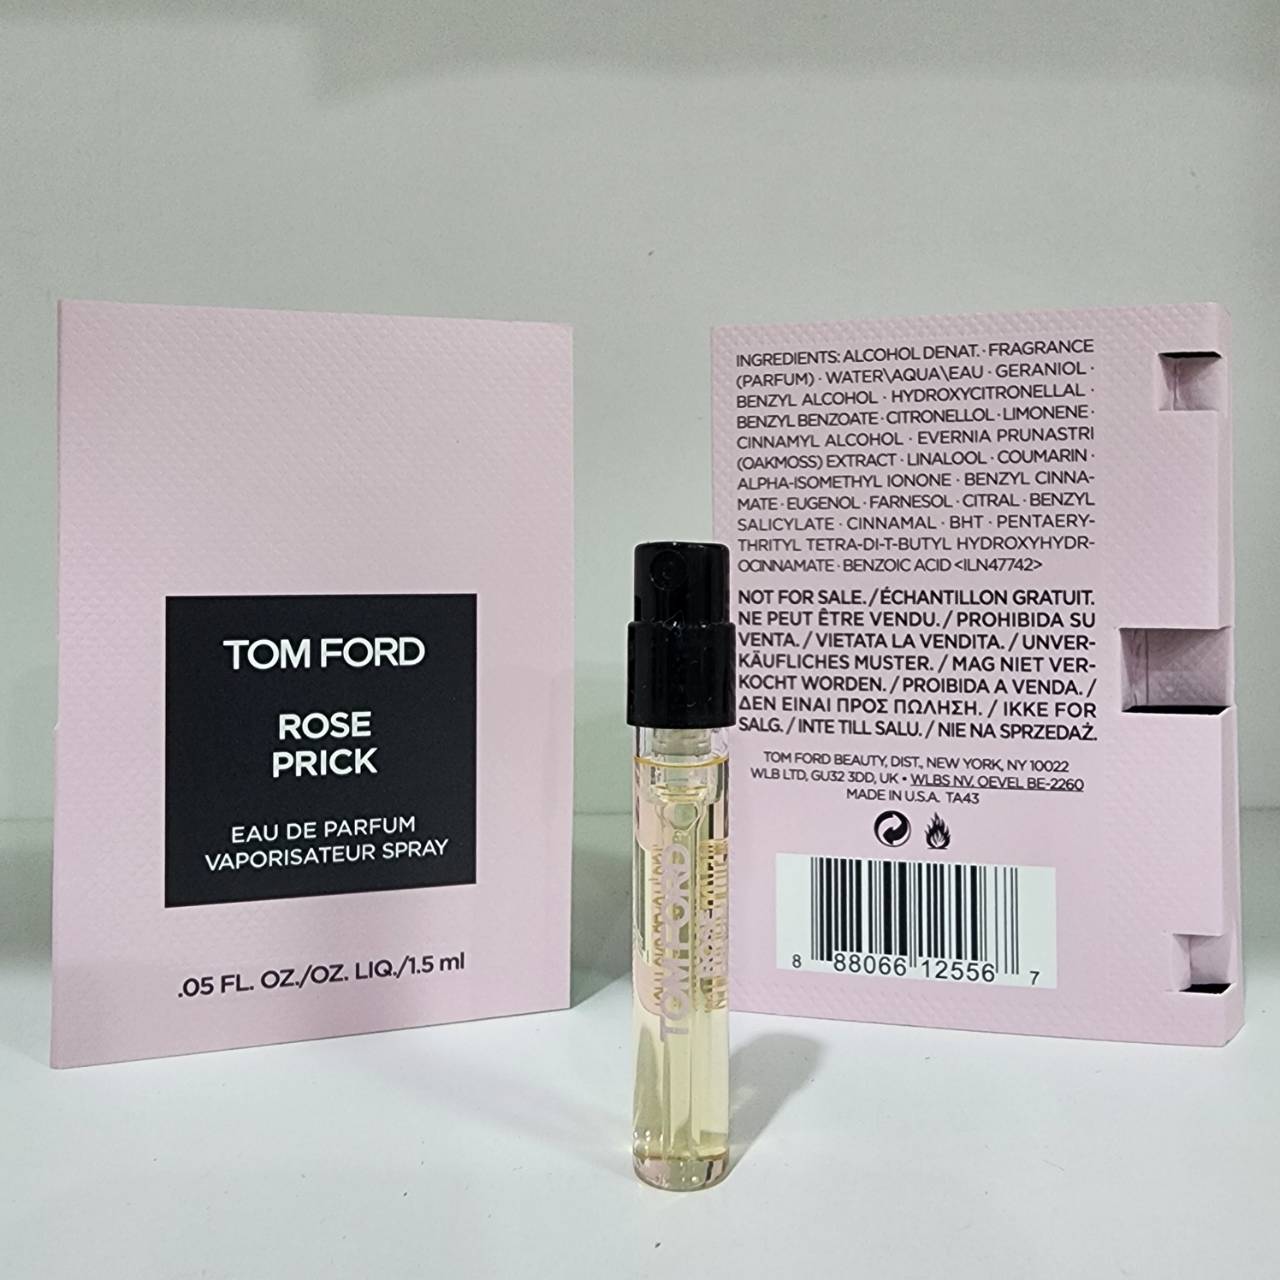 TOM FORD
ROSE
PRICK
EAU DE PARFUM
VAPORISATEUR SPRAY
.05 FL. OZ./OZ. LIQ./1.5 ml
TOM FORD
INGREDIENTS: ALCOHOL DENAT. · FRAGRANCE
(PARFUM) · WATER\AQUA\EAU · GERANIOL ·
BENZYL ALCOHOL · HYDROXYCITRONELLAL ·
BENZYL BENZOATE · CITRONELLOL · LIMONENE ·
CINNAMYL ALCOHOL · EVERNIA PRUNASTRI
(OAKMOSS) EXTRACT · LINALOOL · COUMARIN ·
ALPHA-ISOMETHYL IONONE · BENZYL CINNA-
MATE · EUGENOL · FARNESOL · CITRAL · BENZYL
SALICYLATE · CINNAMAL · BHT · PENTAERY-
THRITYL TETRA-DI-T-BUTYL HYDROXYHYDR-
OCINNAMATE · BENZOIC ACID <ILN47742>
NOT FOR SALE. / ÉCHANTILLON GRATUIT.
NE PEUT ÊTRE VENDU. / PROHIBIDA SU
VENTA. / VIETATA LA VENDITA. / UNVER-
KÄUFLICHES MUSTER. / MAG NIET VER-
KOCHT WORDEN. / PROIBIDA A VENDA. /
ΔΕΝ ΕΙΝΑΙ ΠΡΟΣ ΠΩΛΗΣΗ. / IKKE FOR
SALG. / INTE TILL SALU. / NIE NA SPRZEDAŻ.
TOM FORD BEAUTY, DIST., NEW YORK, NY 10022
WLB LTD, GU32 3DD, UK • WLBS NV, OEVEL BE-2260
MADE IN U.S.A. TA43
8 88066 12556 7